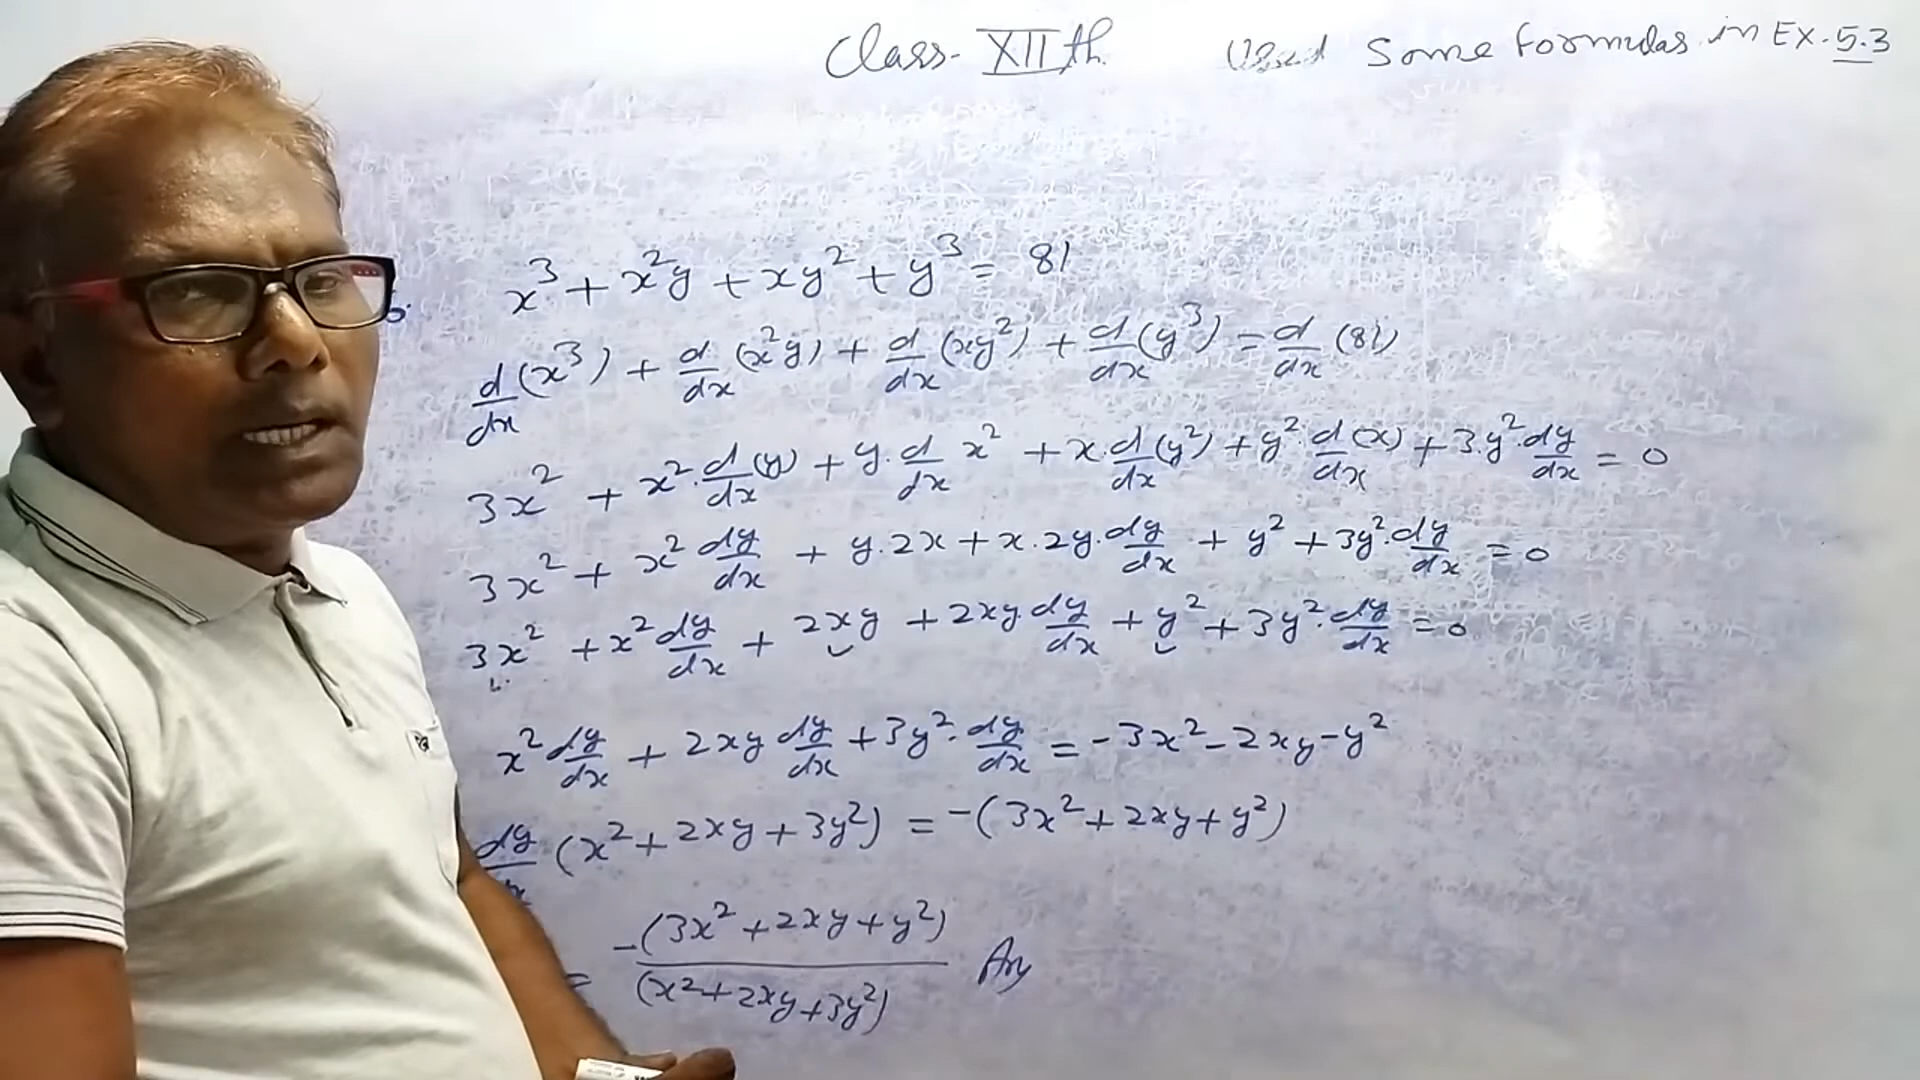 Class- XIIth Used Some formulas in EX-5.3
x³ + x²y + xy² + y³ = 81
d/dx (x³) + d/dx (x²y) + d/dx (xy²) + d/dx (y³) = d/dx (81)
3x² + x². d/dx (y) + y. d/dx x² + x. d/dx (y²) + y². d/dx (x) + 3.y². dy/dx = 0
3x² + x² dy/dx + y.2x + x.2y. dy/dx + y² + 3y². dy/dx = 0
3x² + x² dy/dx + 2xy + 2xy. dy/dx + y² + 3y². dy/dx = 0
x² dy/dx + 2xy dy/dx + 3y². dy/dx = -3x² - 2xy - y²
dy/dx (x² + 2xy + 3y²) = -(3x² + 2xy + y²)
= -(3x² + 2xy + y²) / (x² + 2xy + 3y²) Ans